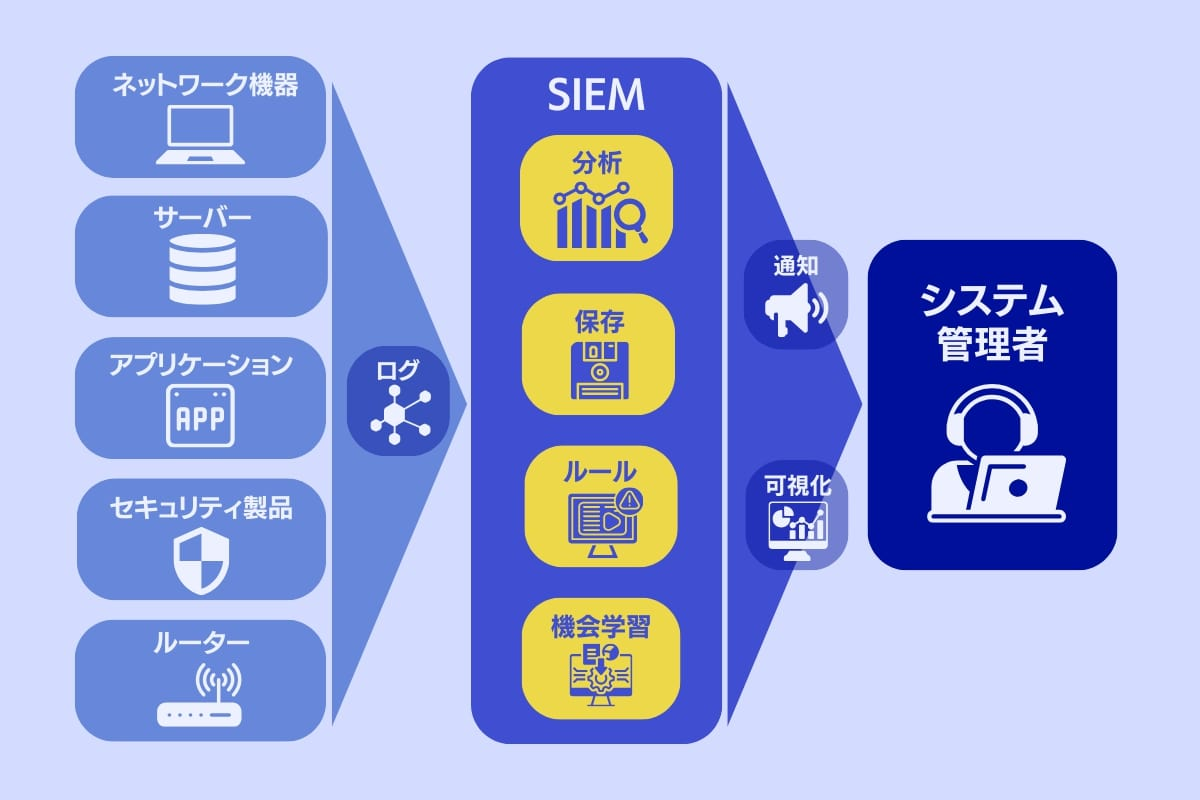 ネットワーク機器
サーバー
アプリケーション
APP
セキュリティ製品
ルーター
ログ
SIEM
分析
保存
ルール
機会学習
通知
可視化
システム
管理者